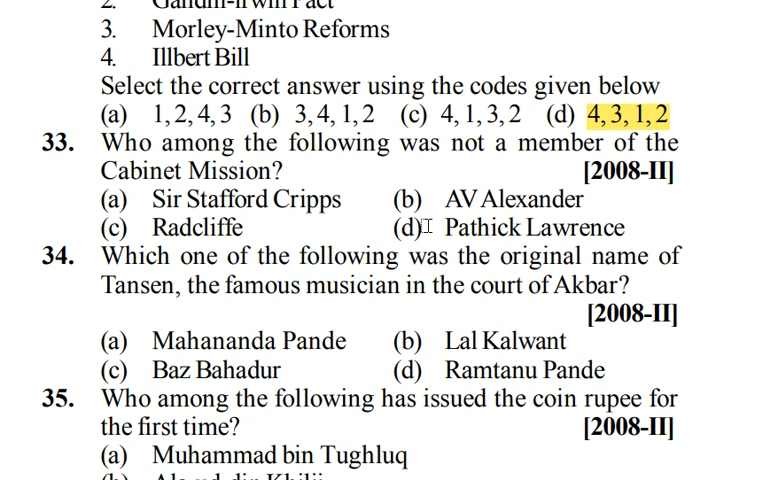 2. Gandhi-Irwin Pact
3. Morley-Minto Reforms
4. Illbert Bill
Select the correct answer using the codes given below
(a) 1, 2, 4, 3 (b) 3, 4, 1, 2 (c) 4, 1, 3, 2 (d) 4, 3, 1, 2
33. Who among the following was not a member of the
Cabinet Mission? [2008-II]
(a) Sir Stafford Cripps (b) AV Alexander
(c) Radcliffe (d) Pathick Lawrence
34. Which one of the following was the original name of
Tansen, the famous musician in the court of Akbar?
[2008-II]
(a) Mahananda Pande (b) Lal Kalwant
(c) Baz Bahadur (d) Ramtanu Pande
35. Who among the following has issued the coin rupee for
the first time? [2008-II]
(a) Muhammad bin Tughluq